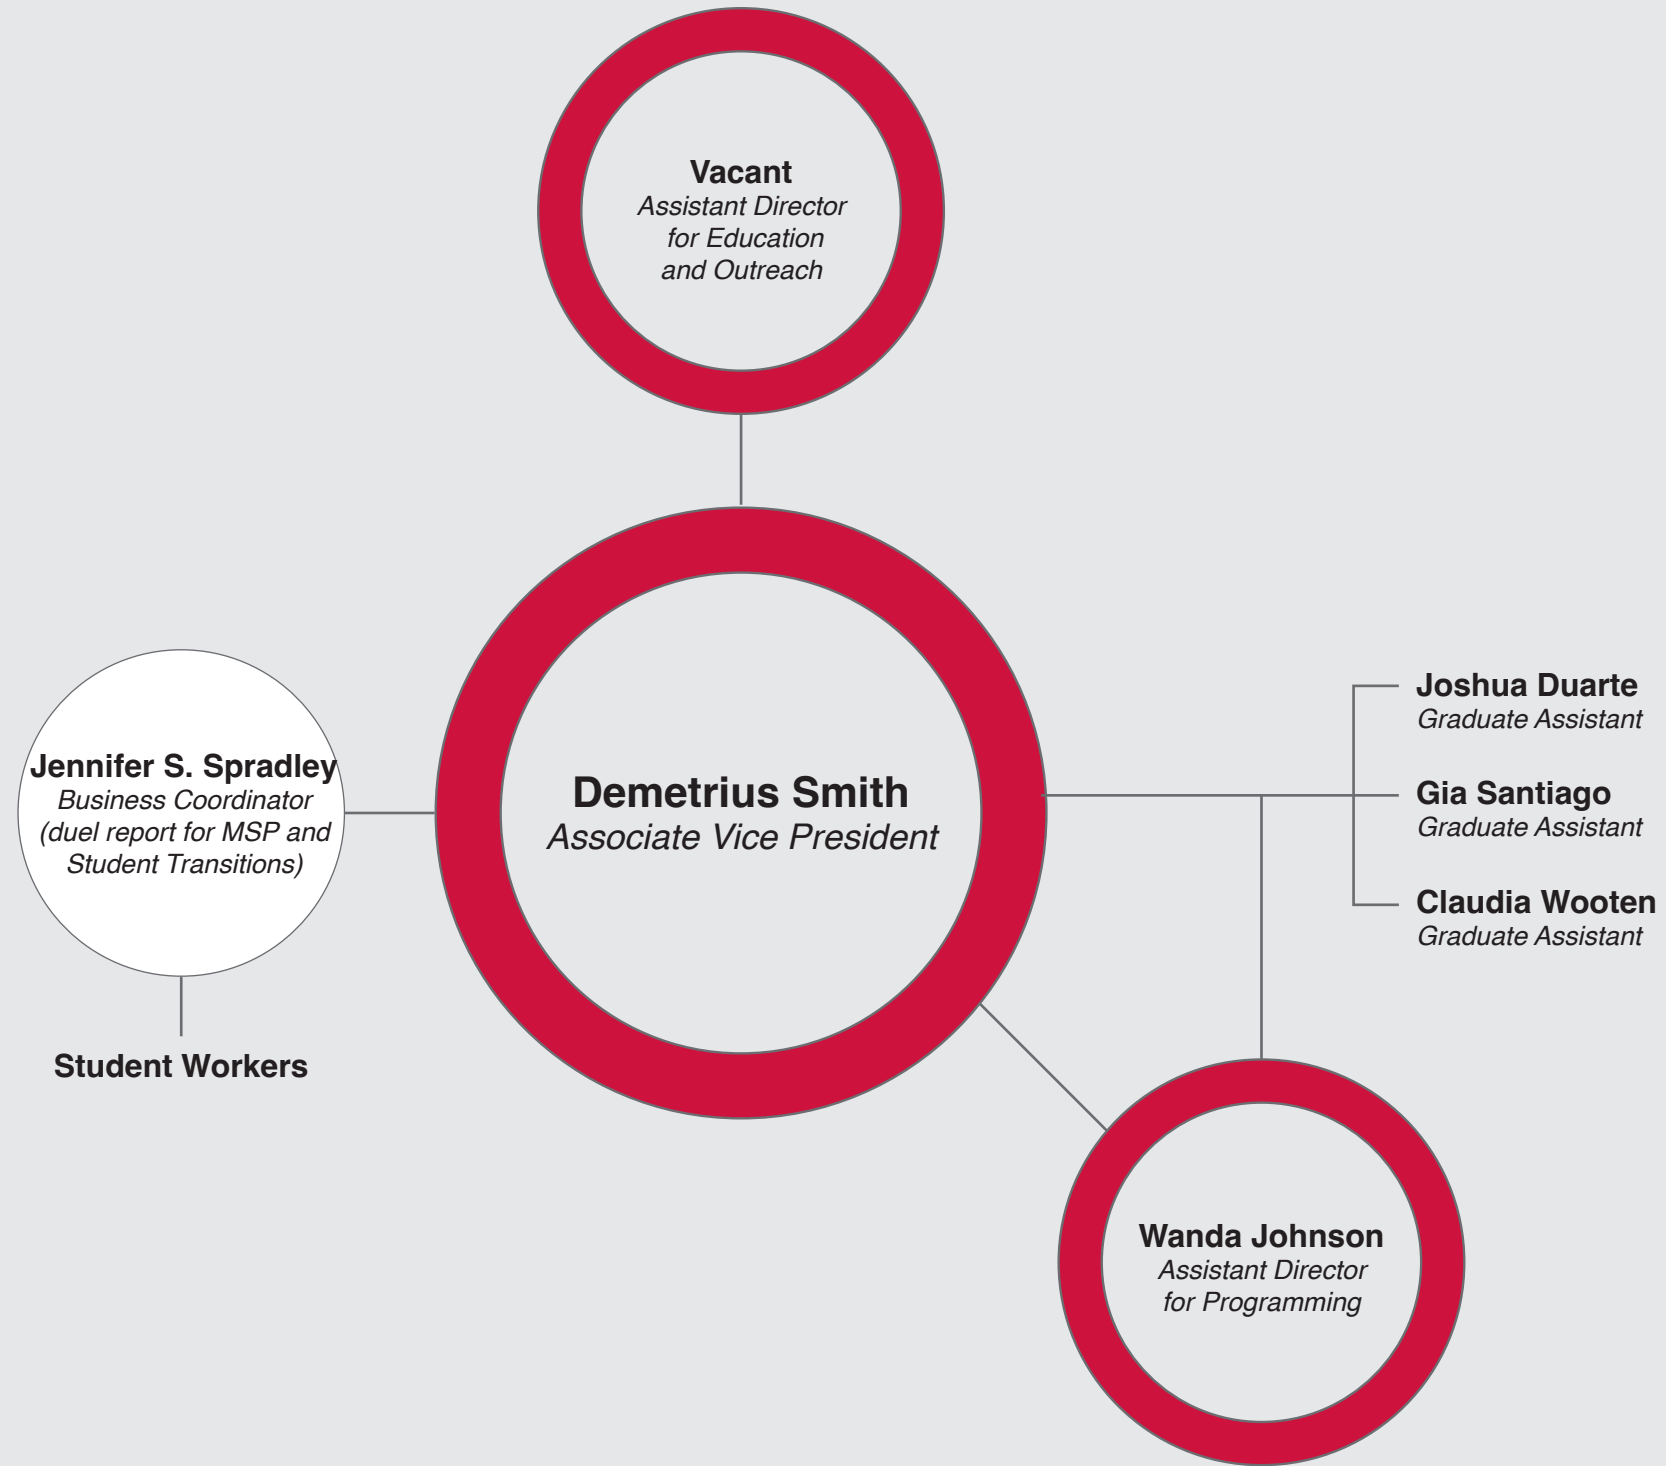 Vacant
Assistant Director
for Education
and Outreach
Jennifer S. Spradley
Business Coordinator
(duel report for MSP and
Student Transitions)
Student Workers
Demetrius Smith
Associate Vice President
Joshua Duarte
Graduate Assistant
Gia Santiago
Graduate Assistant
Claudia Wooten
Graduate Assistant
Wanda Johnson
Assistant Director
for Programming